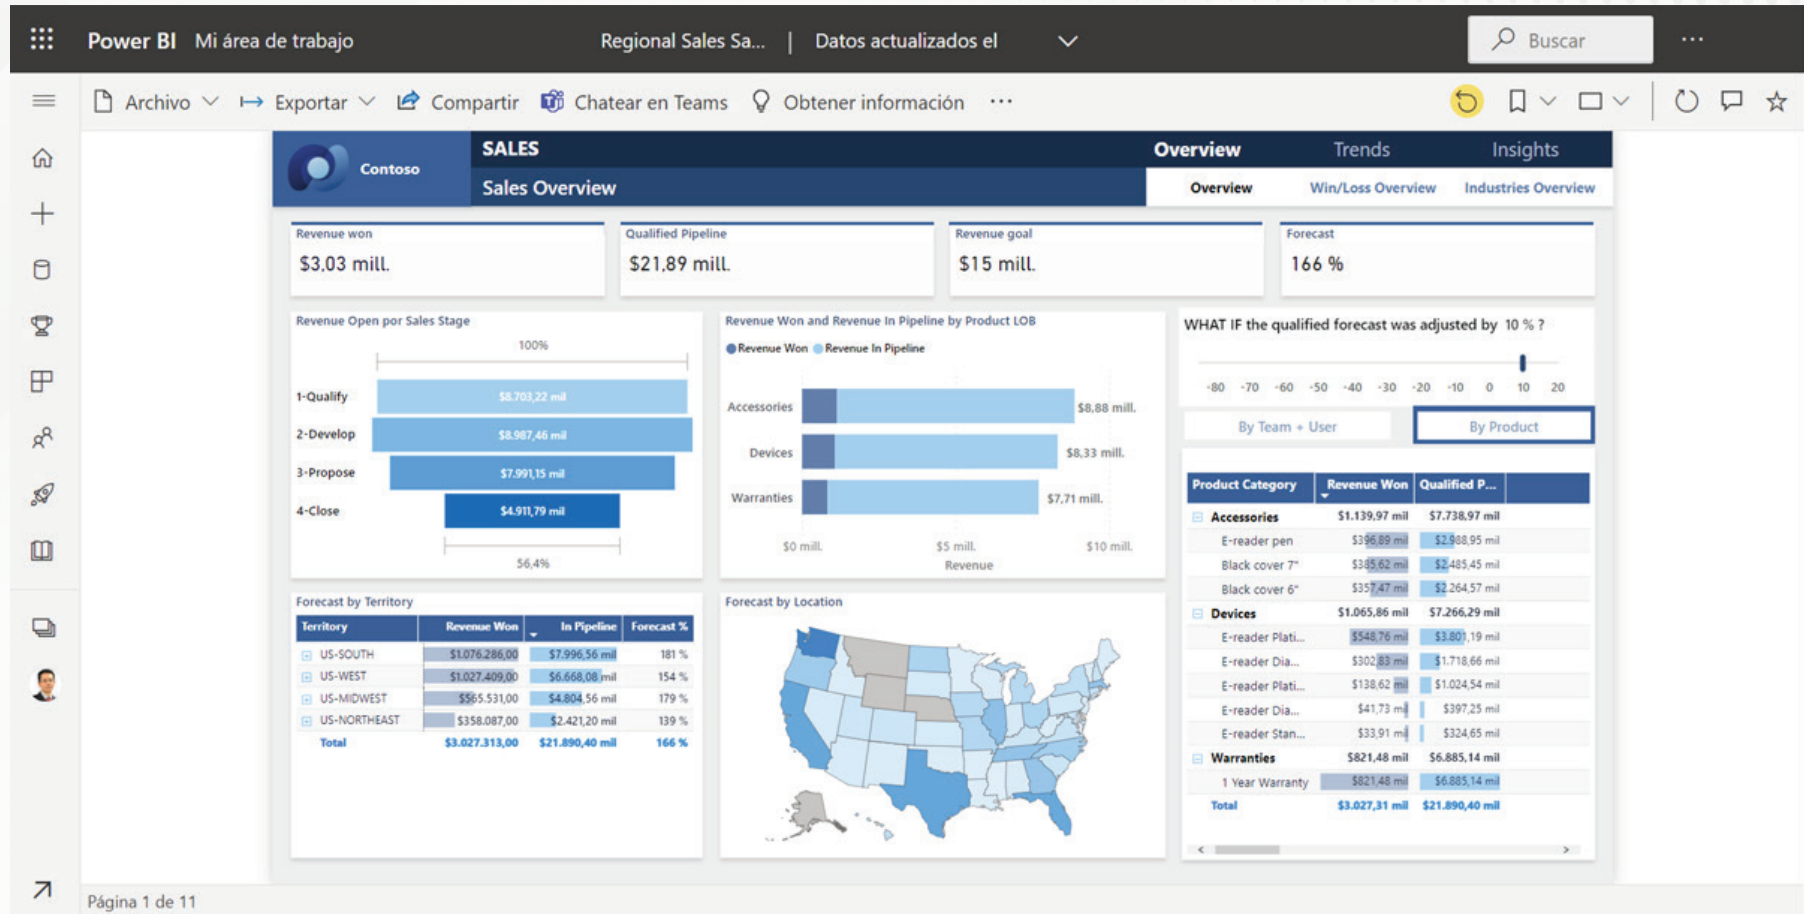 Power BI Mi área de trabajo Regional Sales Sa... | Datos actualizados el Buscar ...
Archivo Exportar Compartir Chatear en Teams Obtener información ...
Contoso
SALES Overview Trends Insights
Sales Overview Overview Win/Loss Overview Industries Overview
Revenue won
$3,03 mill.
Qualified Pipeline
$21,89 mill.
Revenue goal
$15 mill.
Forecast
166 %
Revenue Open por Sales Stage
100%
1-Qualify $8.703,22 mil
2-Develop $8.987,46 mil
3-Propose $7.991,15 mil
4-Close $4.911,79 mil
56,4%
Revenue Won and Revenue In Pipeline by Product LOB
Revenue Won Revenue In Pipeline
Accessories $8,88 mill.
Devices $8,33 mill.
Warranties $7,71 mill.
$0 mill. $5 mill. $10 mill.
Revenue
WHAT IF the qualified forecast was adjusted by 10 % ?
-80 -70 -60 -50 -40 -30 -20 -10 0 10 20
By Team + User By Product
Product Category Revenue Won Qualified P...
Accessories $1.139,97 mil $7.738,97 mil
E-reader pen $396,89 mil $2.988,95 mil
Black cover 7" $385,62 mil $2.485,45 mil
Black cover 6" $357,47 mil $2.264,57 mil
Devices $1.065,86 mil $7.266,29 mil
E-reader Plati... $548,76 mil $3.801,19 mil
E-reader Dia... $302,83 mil $1.718,66 mil
E-reader Plati... $138,62 mil $1.024,54 mil
E-reader Dia... $41,73 mil $397,25 mil
E-reader Stan... $33,91 mil $324,65 mil
Warranties $821,48 mil $6.885,14 mil
1 Year Warranty $821,48 mil $6.885,14 mil
Total $3.027,31 mil $21.890,40 mil
Forecast by Territory
Territory Revenue Won In Pipeline Forecast %
US-SOUTH $1.076.286,00 $7.996,56 mil 181 %
US-WEST $1.027.409,00 $6.668,08 mil 154 %
US-MIDWEST $565.531,00 $4.804,56 mil 179 %
US-NORTHEAST $358.087,00 $2.421,20 mil 139 %
Total $3.027.313,00 $21.890,40 mil 166 %
Forecast by Location
Página 1 de 11